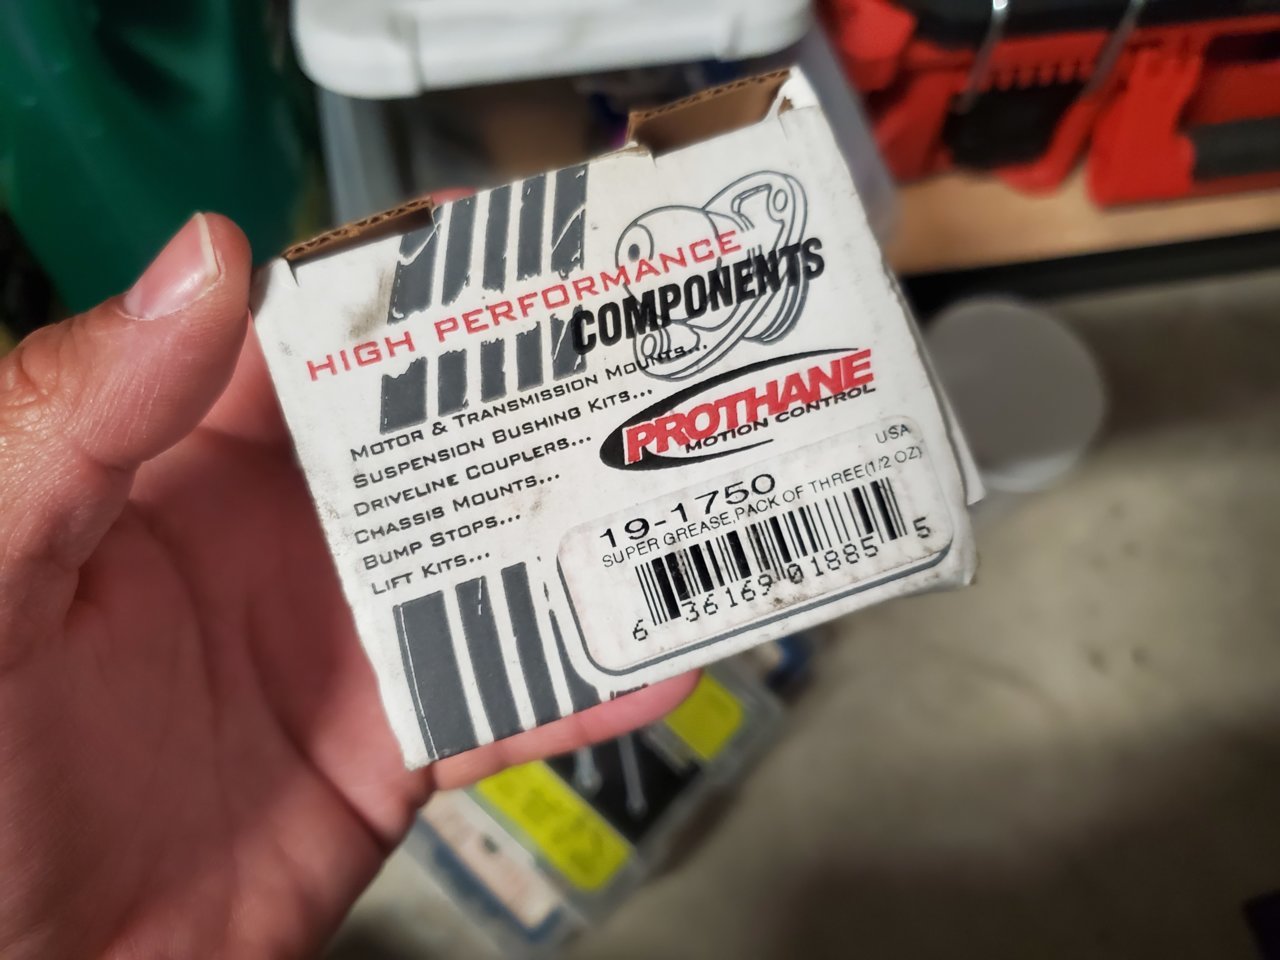 HIGH PERFORMANCE
COMPONENTS
MOTOR & TRANSMISSION MOUNTS...
SUSPENSION BUSHING KITS...
DRIVELINE COUPLERS...
CHASSIS MOUNTS...
BUMP STOPS...
LIFT KITS...
PROTHANE
MOTION CONTROL
USA
19-1750
SUPER GREASE,PACK OF THREE(1/2 OZ)
6 36169 01885 5